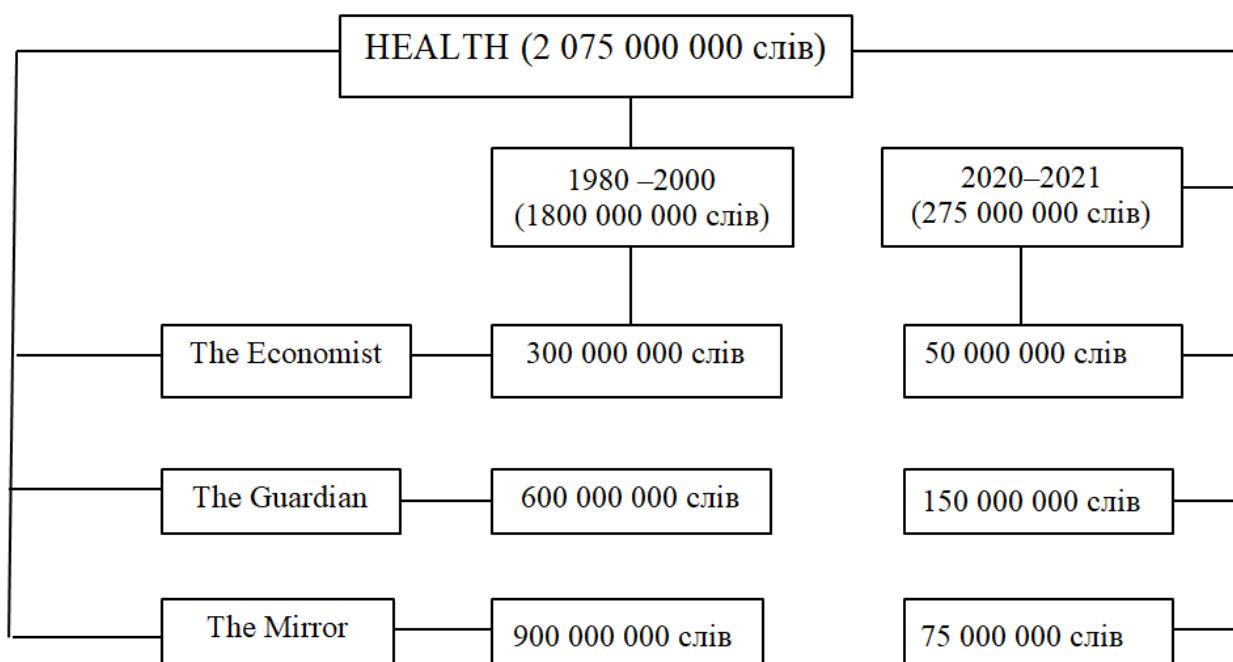 HEALTH (2 075 000 000 слів)
1980 –2000
(1800 000 000 слів)
2020–2021
(275 000 000 слів)
The Economist
300 000 000 слів
50 000 000 слів
The Guardian
600 000 000 слів
150 000 000 слів
The Mirror
900 000 000 слів
75 000 000 слів